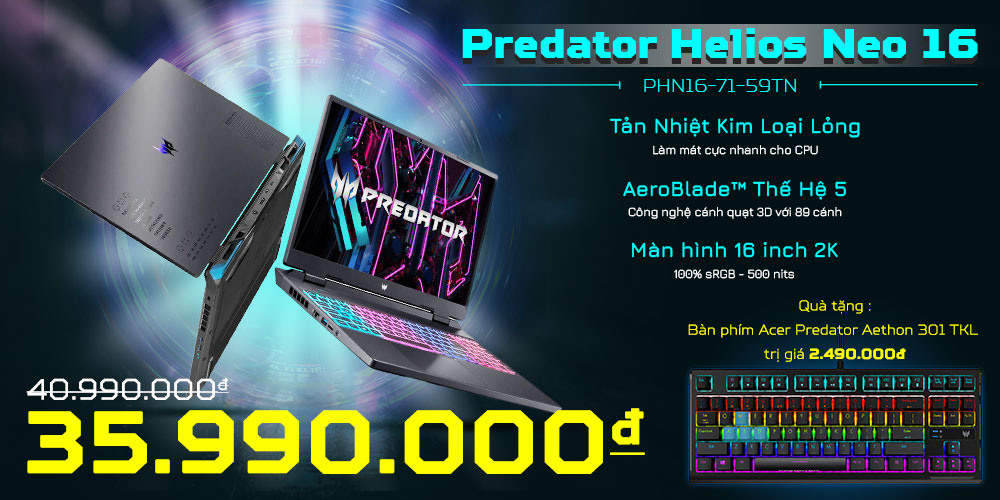 Predator Helios Neo 16
PHN16-71-59TN
Tản Nhiệt Kim Loại Lỏng
Làm mát cực nhanh cho CPU
AeroBlade™ Thế Hệ 5
Công nghệ cánh quạt 3D với 89 cánh
Màn hình 16 inch 2K
100% sRGB - 500 nits
Quà tặng :
Bàn phím Acer Predator Aethon 301 TKL
trị giá 2.490.000đ
PREDATOR
40.990.000đ
35.990.000đ